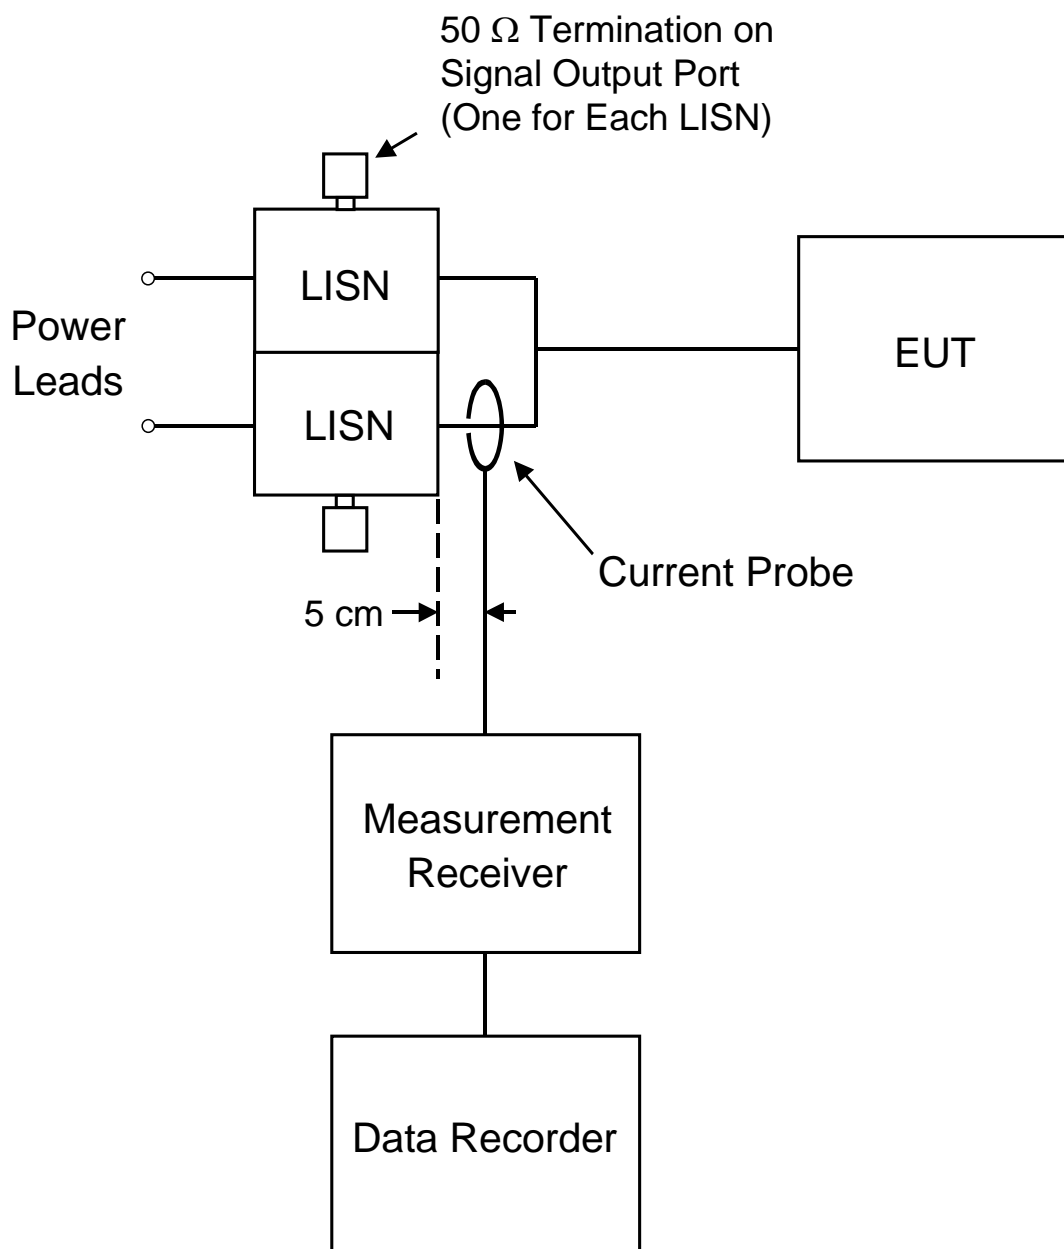 50 Ω Termination on
Signal Output Port
(One for Each LISN)
LISN
Power
Leads
EUT
LISN
Current Probe
5 cm
Measurement
Receiver
Data Recorder